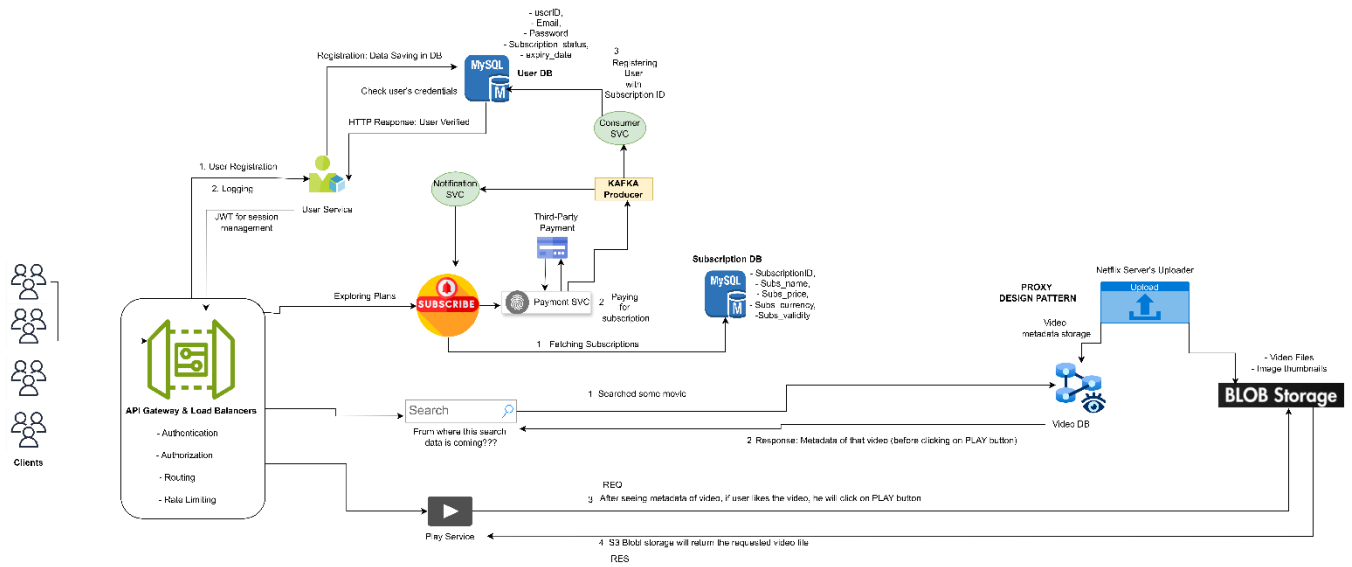 - userID,
- Email,
- Password
- Subscription_status,
- expiry_date
Registration: Data Saving in DB
MySQL
User DB
3
Registering
User
with
Subscription ID
Check user's credentials
HTTP Response: User Verified
Consumer
SVC
1. User Registration
2. Logging
User Service
JWT for session
management
Notification
SVC
KAFKA
Producer
Third-Party
Payment
Exploring Plans
SUBSCRIBE
Payment SVC
2
Paying
for
subscription
1
Fetching Subscriptions
Subscription DB
MySQL
- SubscriptionID,
- Subs_name,
- Subs_price,
- Subs_currency,
-Subs_validity
Netflix Server's Uploader
Upload
PROXY
DESIGN PATTERN
Video
metadata storage
- Video Files
- Image thumbnails
BLOB Storage
API Gateway & Load Balancers
- Authentication
- Authorization
- Routing
- Rate Limiting
Clients
1 Searched some movie
Search
From where this search
data is coming???
Video DB
2 Response: Metadata of that video (before clicking on PLAY button)
REQ
3 After seeing metadata of video, if user likes the video, he will click on PLAY button
Play Service
4 S3 Blobl storage will return the requested video file
RES